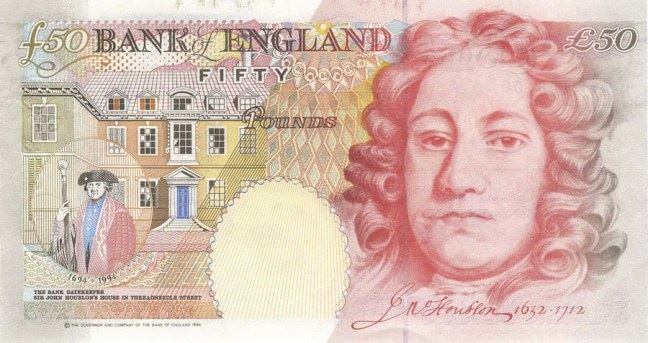 £50 BANK of ENGLAND £50
FIFTY
POUNDS
1694 • 1994
THE BANK GATEKEEPER
SIR JOHN HOUBLON'S HOUSE IN THREADNEEDLE STREET
J Nº Houblon 1632 - 1712
© THE GOVERNOR AND COMPANY OF THE BANK OF ENGLAND 1994